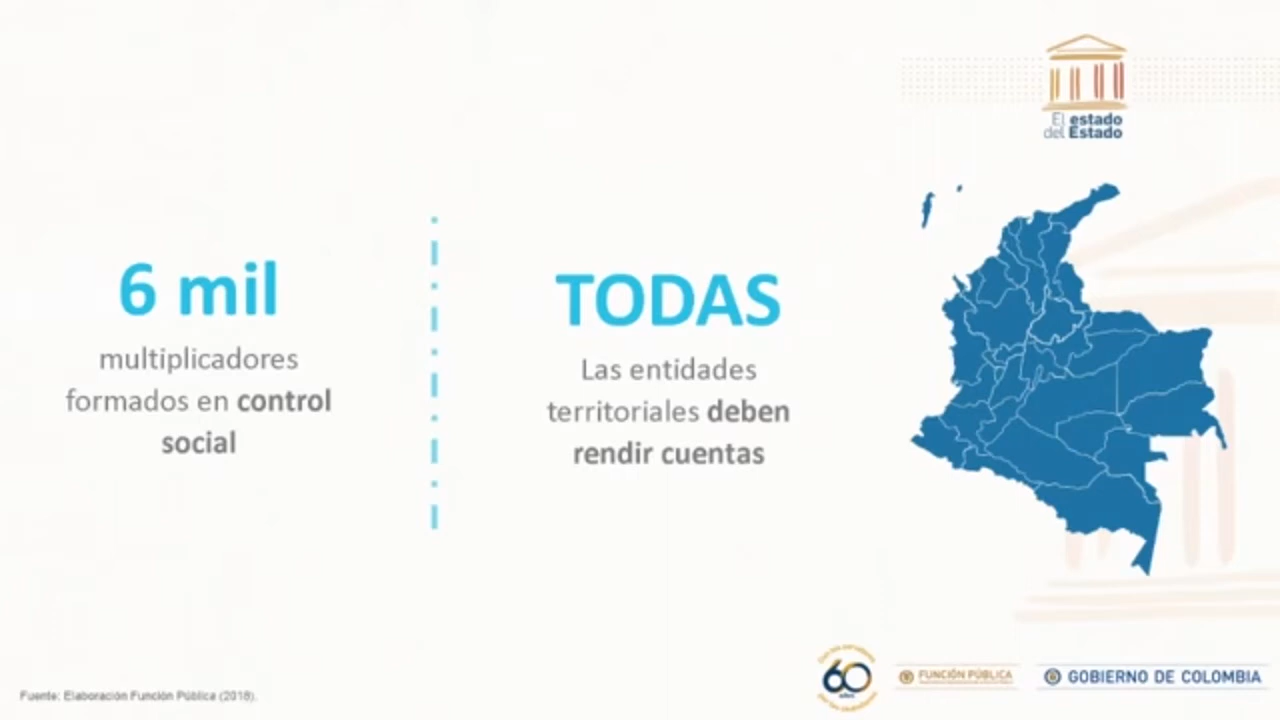 El estado
del Estado
6 mil
multiplicadores
formados en control
social
TODAS
Las entidades
territoriales deben
rendir cuentas
Fuente: Elaboración Función Pública (2018).
60
años
FUNCIÓN PÚBLICA
GOBIERNO DE COLOMBIA